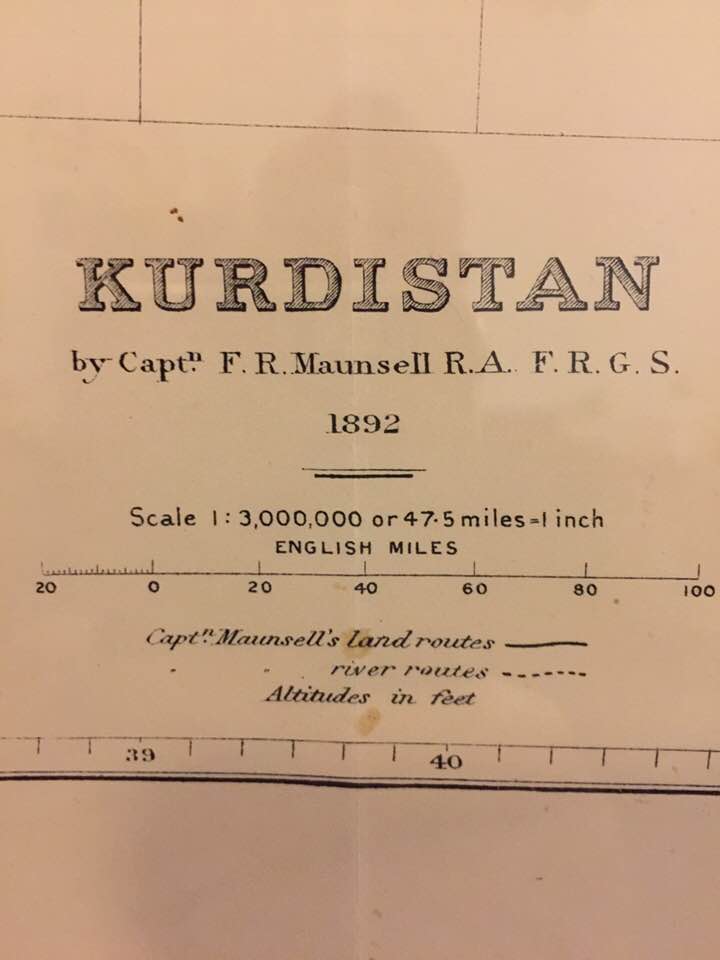 KURDISTAN
by Captⁿ. F. R. Maunsell R.A. F. R. G. S.
1892
Scale 1 : 3,000,000 or 47·5 miles = 1 inch
ENGLISH MILES
20 0 20 40 60 80 100
Captⁿ. Maunsell's land routes
" " river routes
Altitudes in feet
39 40